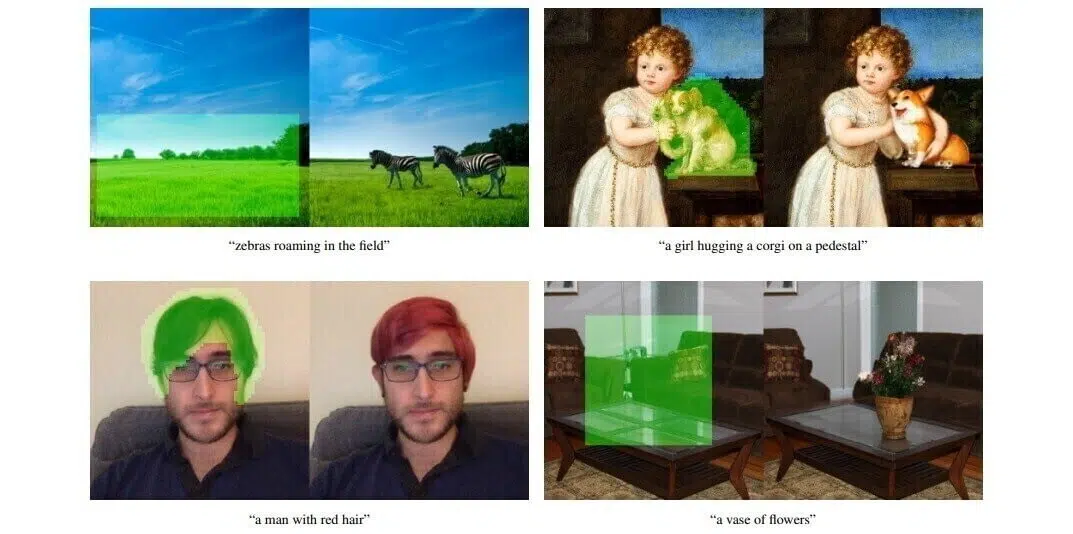 “zebras roaming in the field”
“a girl hugging a corgi on a pedestal”
“a man with red hair”
“a vase of flowers”